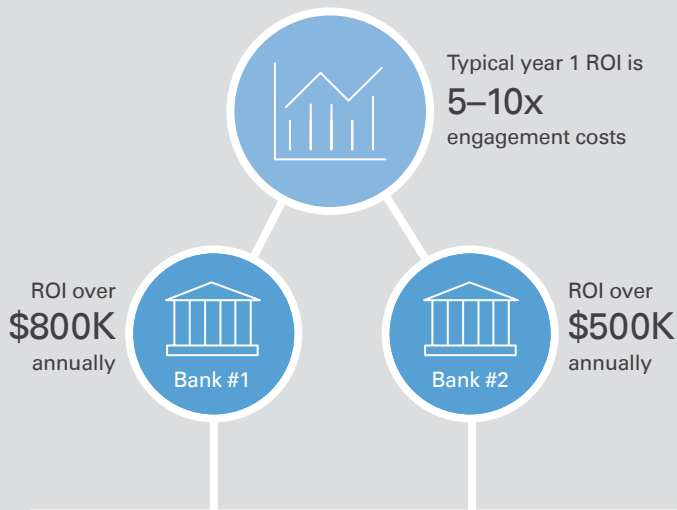 Typical year 1 ROI is
5–10x
engagement costs
ROI over
$800K
annually
Bank #1
Bank #2
ROI over
$500K
annually